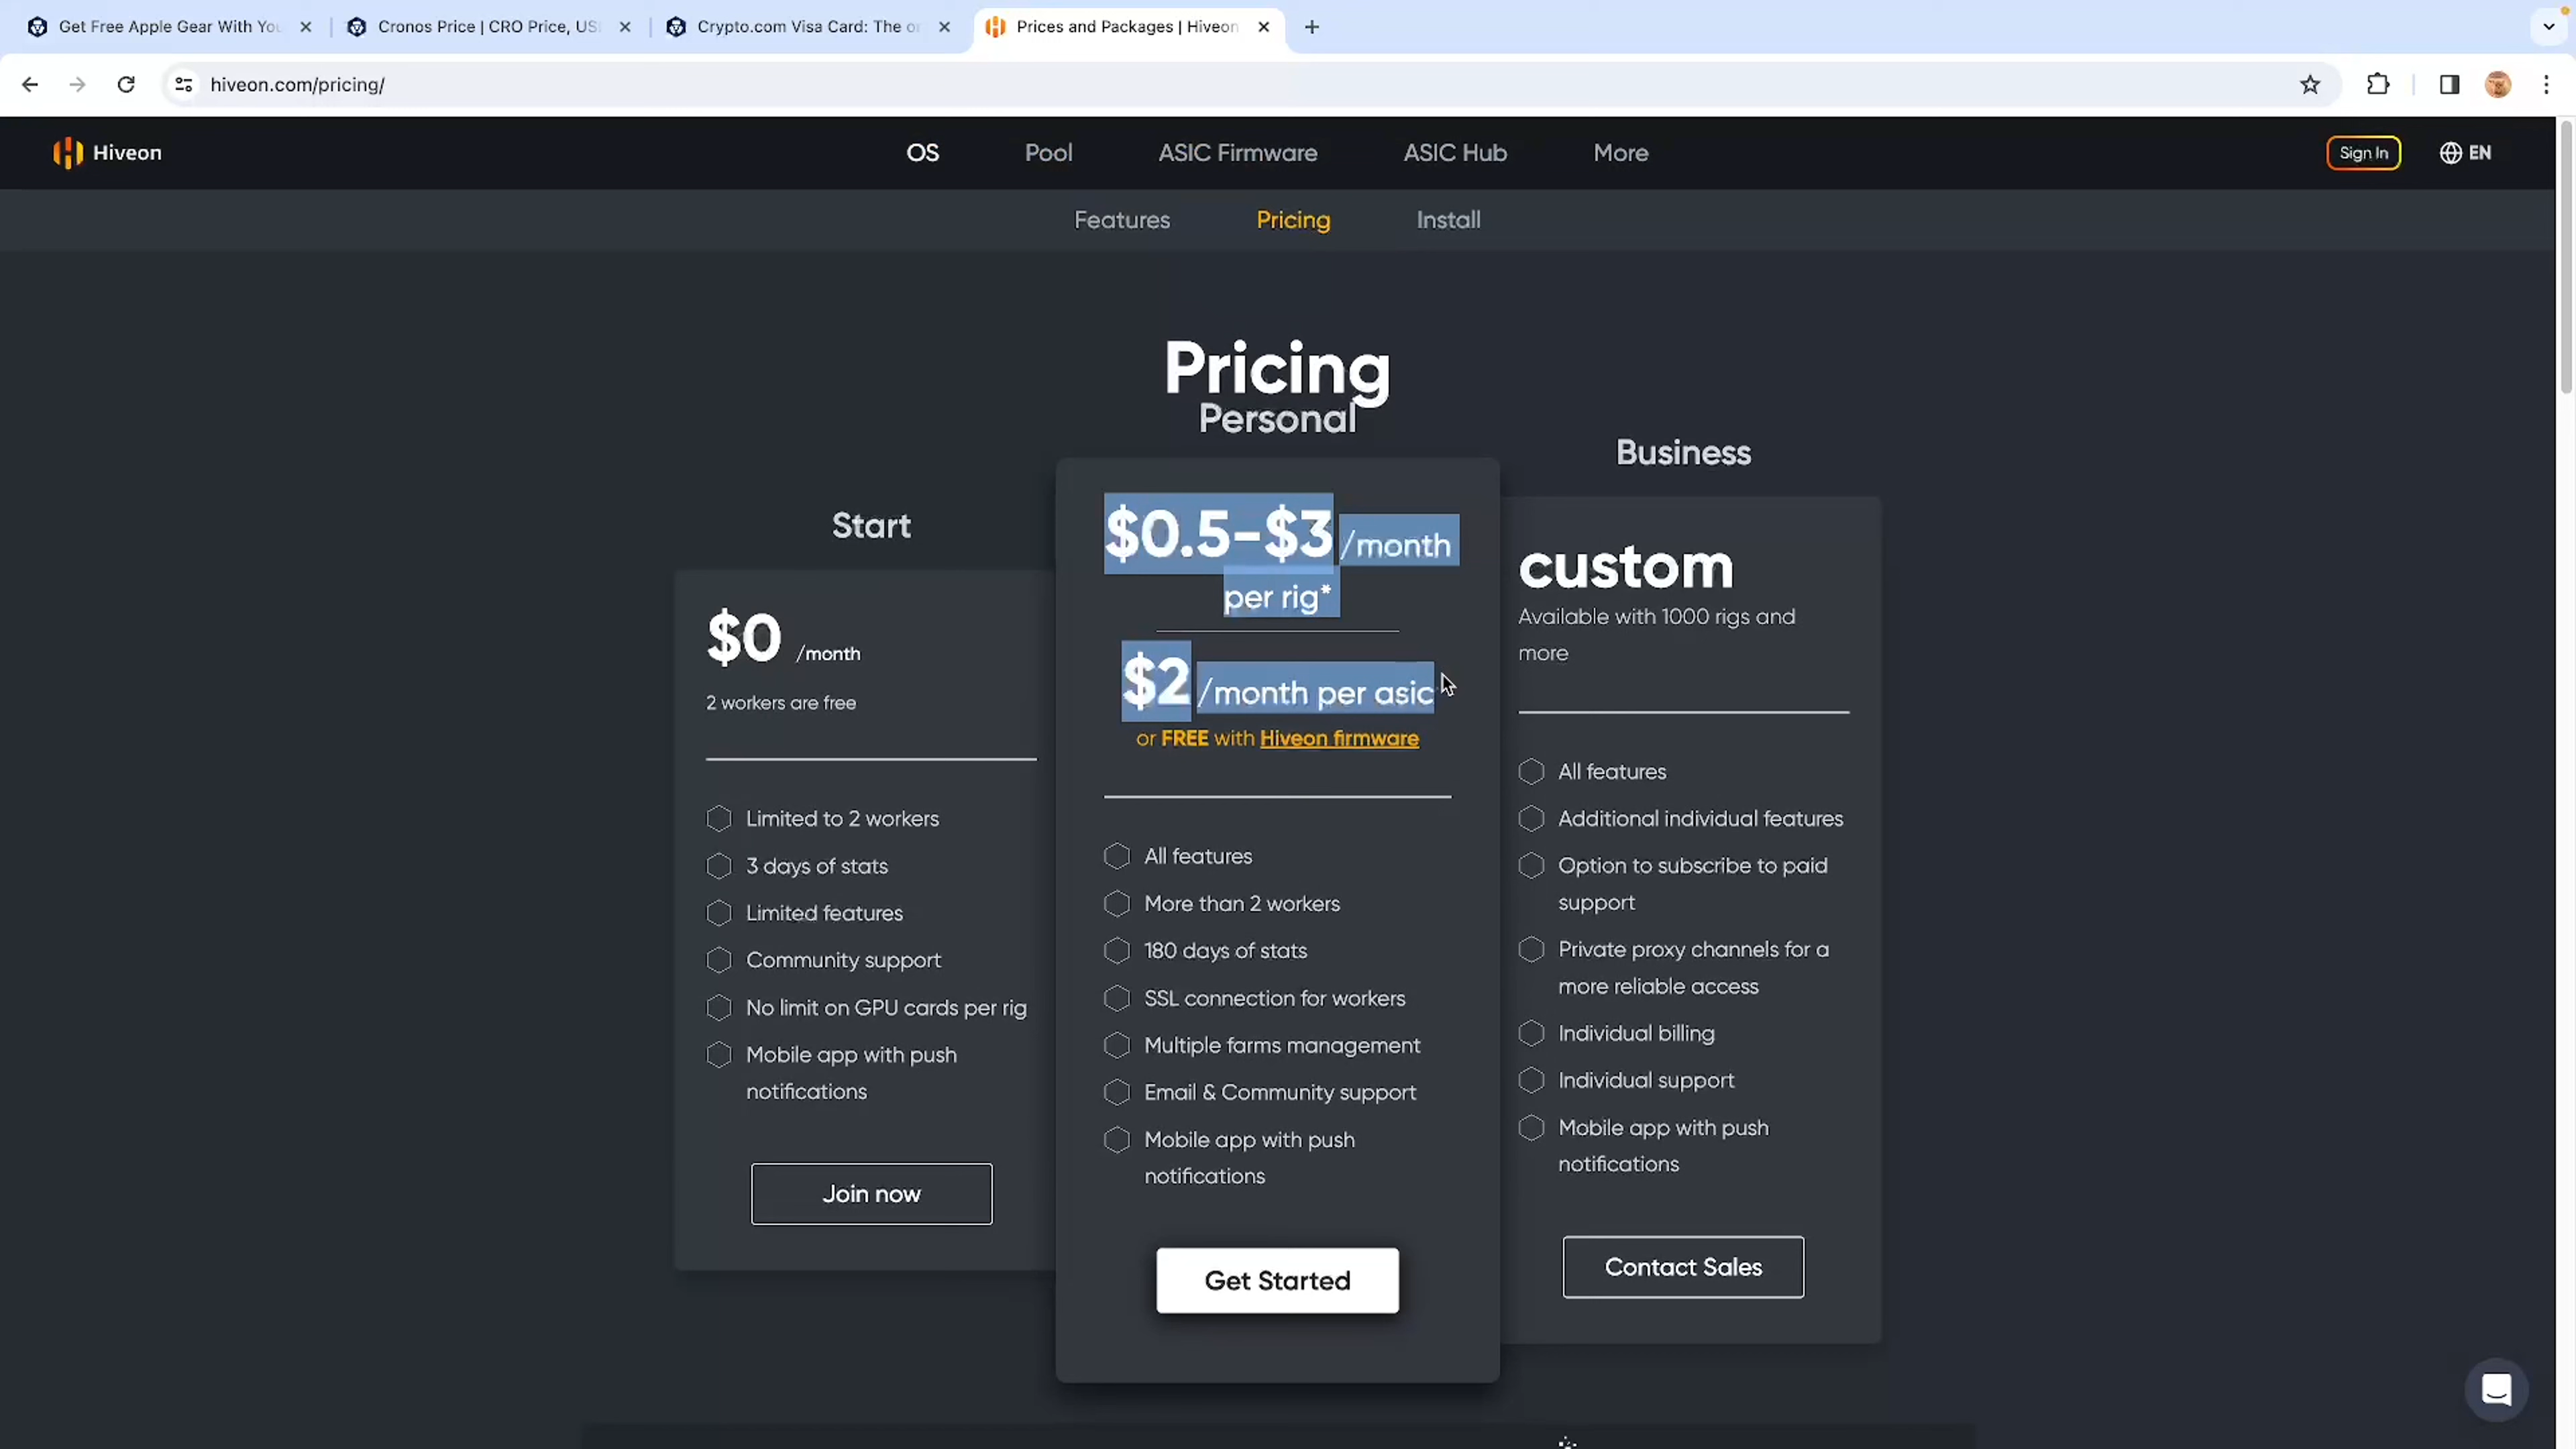 Get Free Apple Gear With You
Cronos Price | CRO Price, US
Crypto.com Visa Card: The o
Prices and Packages | Hiveon
hiveon.com/pricing/
Hiveon
OS
Pool
ASIC Firmware
ASIC Hub
More
Sign In
EN
Features
Pricing
Install
Pricing
Start
$0 /month
2 workers are free
Limited to 2 workers
3 days of stats
Limited features
Community support
No limit on GPU cards per rig
Mobile app with push
notifications
Join now
Personal
$0.5-$3 /month
per rig*
$2 /month per asic
or FREE with Hiveon firmware
All features
More than 2 workers
180 days of stats
SSL connection for workers
Multiple farms management
Email & Community support
Mobile app with push
notifications
Get Started
Business
custom
Available with 1000 rigs and
more
All features
Additional individual features
Option to subscribe to paid
support
Private proxy channels for a
more reliable access
Individual billing
Individual support
Mobile app with push
notifications
Contact Sales